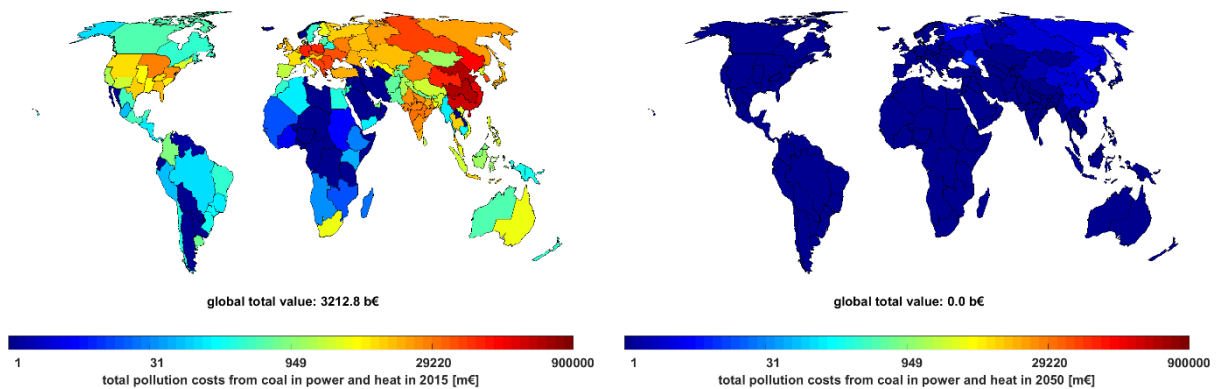 global total value: 3212.8 b€
1 31 949 29220 900000
total pollution costs from coal in power and heat in 2015 [m€]
global total value: 0.0 b€
1 31 949 29220 900000
total pollution costs from coal in power and heat in 2050 [m€]